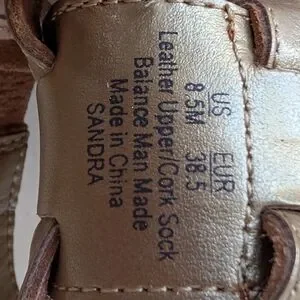 US EUR
8.5M 38.5
Leather Upper/Cork Sock
Balance Man Made
Made in China
SANDRA